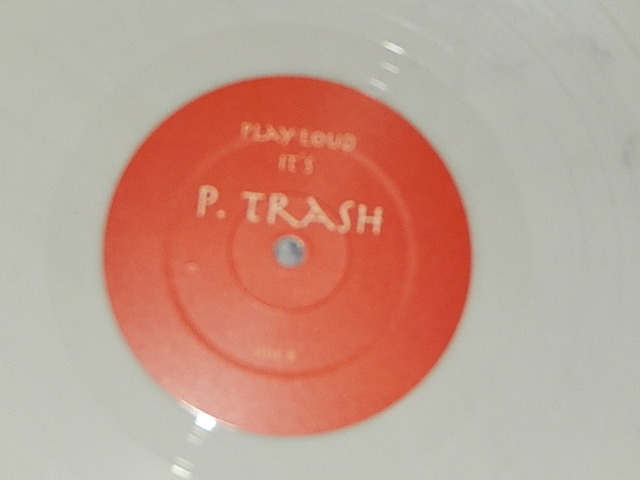 PLAY LOUD
IT'S
P. TRASH